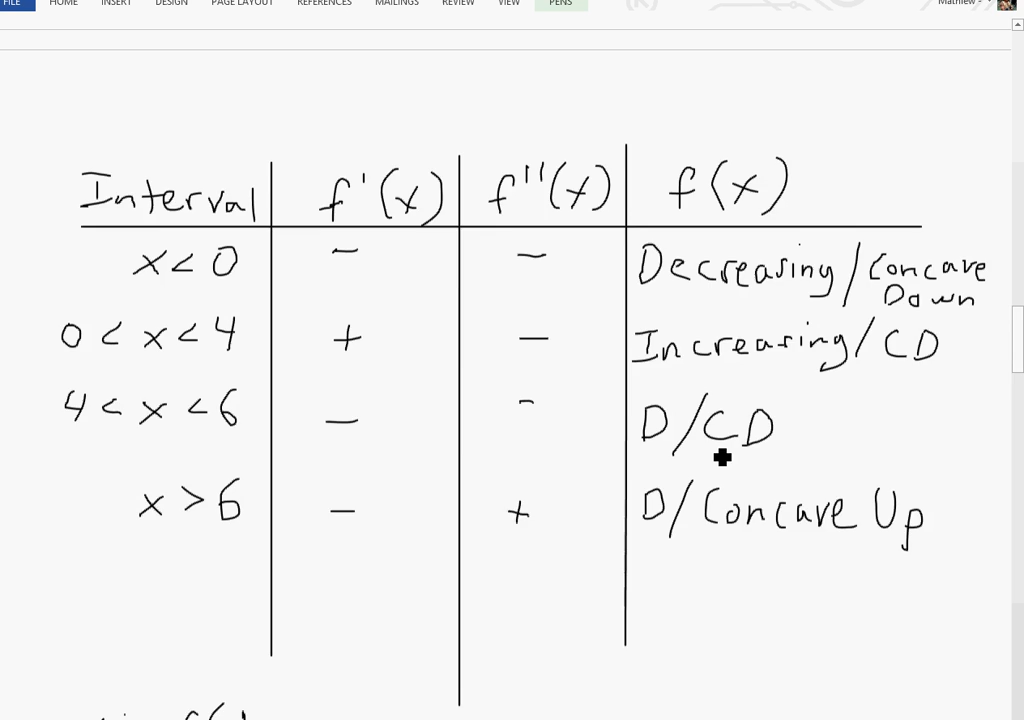 FILE HOME INSERT DESIGN PAGE LAYOUT REFERENCES MAILINGS REVIEW VIEW PENS Mathew
Interval f'(x) f''(x) f(x)
x < 0 − − Decreasing/Concave Down
0 < x < 4 + − Increasing/CD
4 < x < 6 − − D/CD
x > 6 − + D/Concave Up